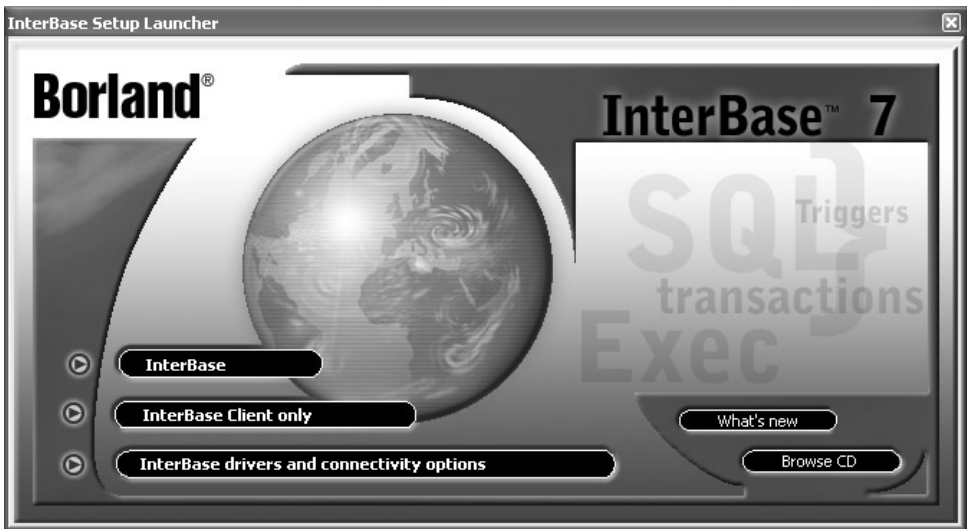 InterBase Setup Launcher
Borland®
InterBase™ 7
SQL
Triggers
transactions
Exec
InterBase
InterBase Client only
InterBase drivers and connectivity options
What's new
Browse CD